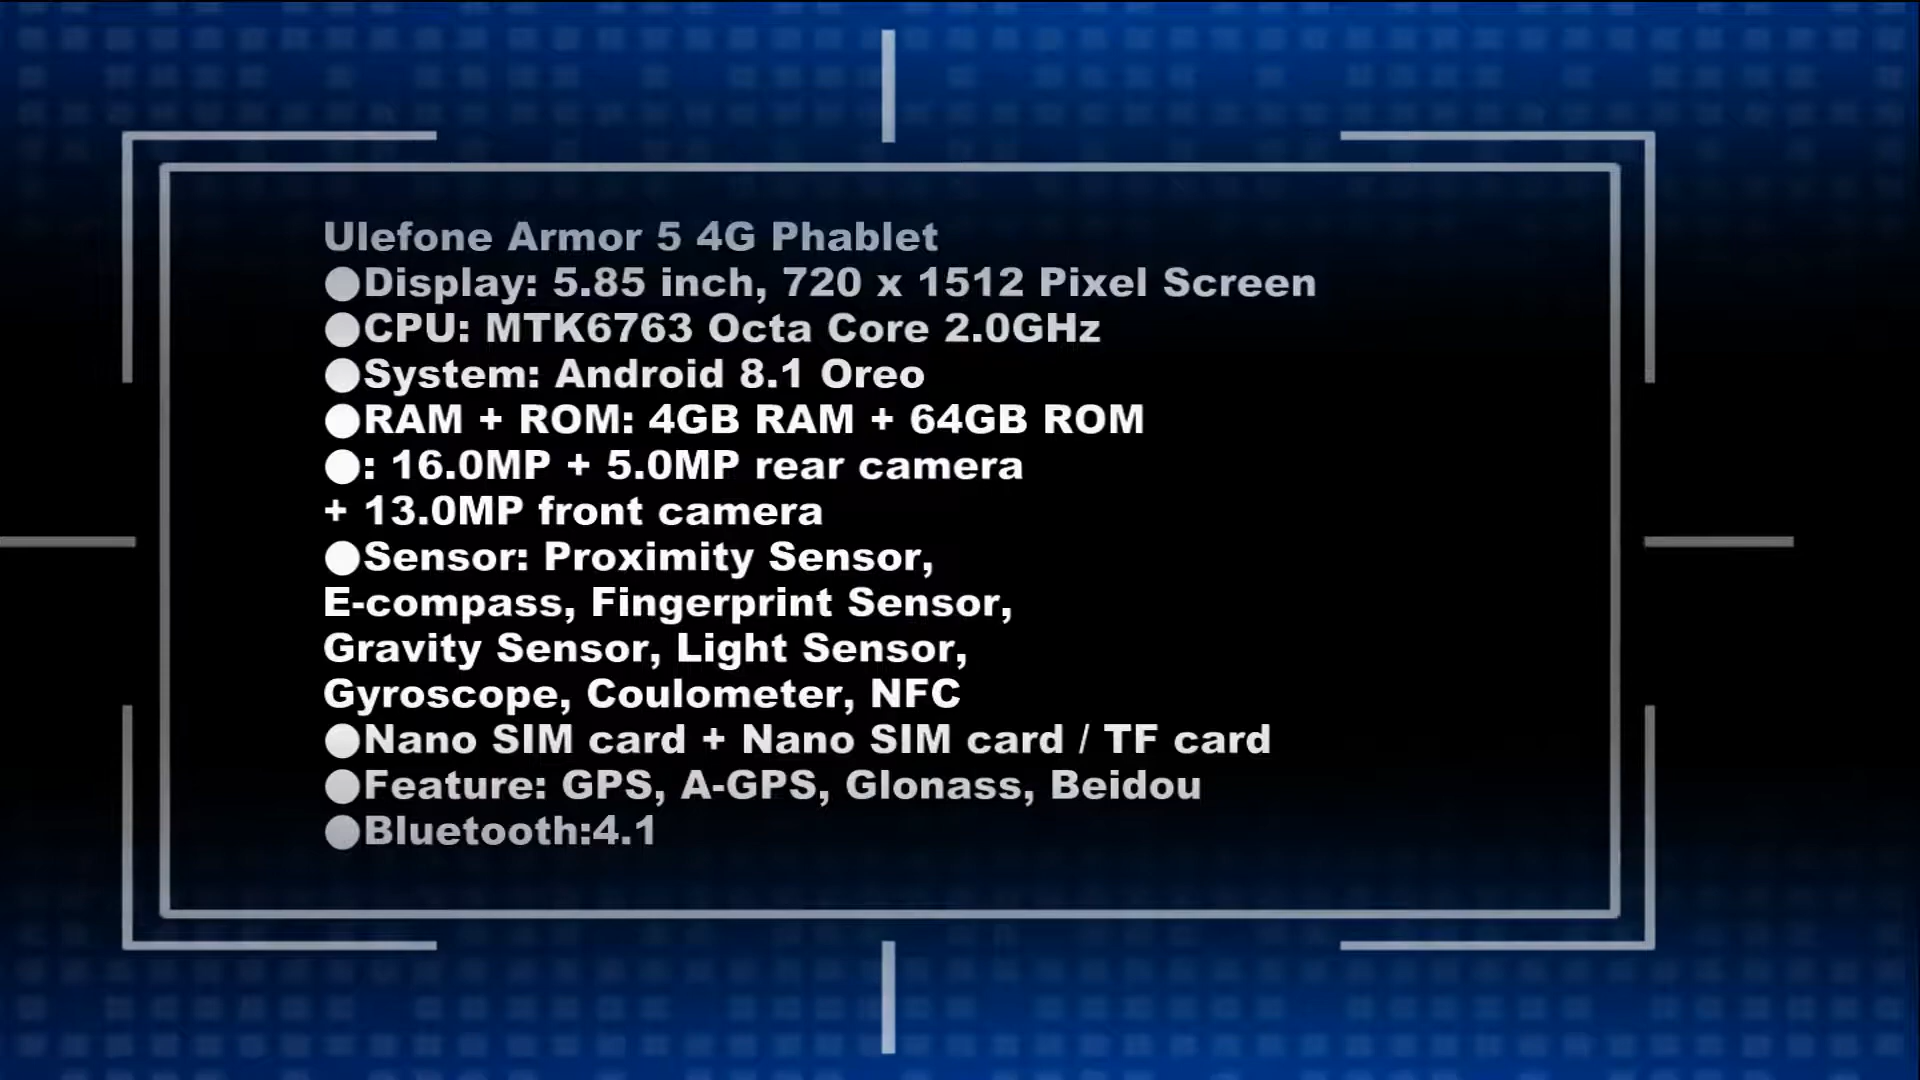 Ulefone Armor 5 4G Phablet
●Display: 5.85 inch, 720 x 1512 Pixel Screen
●CPU: MTK6763 Octa Core 2.0GHz
●System: Android 8.1 Oreo
●RAM + ROM: 4GB RAM + 64GB ROM
●: 16.0MP + 5.0MP rear camera
+ 13.0MP front camera
●Sensor: Proximity Sensor,
E-compass, Fingerprint Sensor,
Gravity Sensor, Light Sensor,
Gyroscope, Coulometer, NFC
●Nano SIM card + Nano SIM card / TF card
●Feature: GPS, A-GPS, Glonass, Beidou
●Bluetooth:4.1